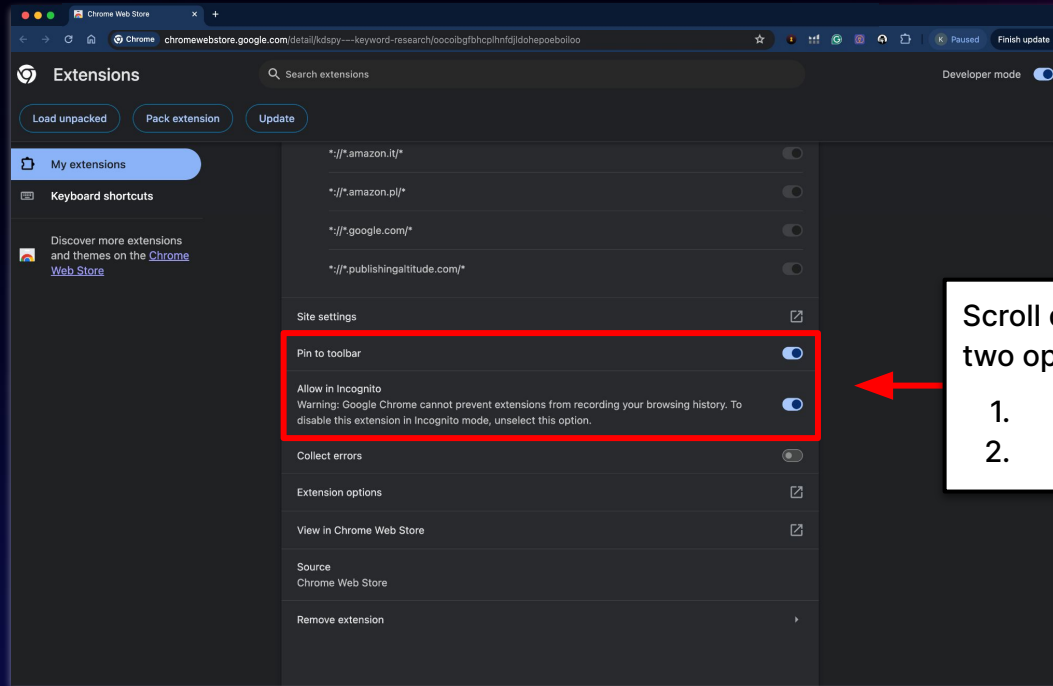 Chrome Web Store
Chrome chromewebstore.google.com/detail/kdspy---keyword-research/oocoibgfbhcplhnfdjldohepoeboiloo
K Paused Finish update
Extensions
Search extensions
Developer mode
Load unpacked Pack extension Update
My extensions
Keyboard shortcuts
Discover more extensions
and themes on the Chrome
Web Store
*://*.amazon.it/*
*://*.amazon.pl/*
*://*.google.com/*
*://*.publishingaltitude.com/*
Site settings
Pin to toolbar
Allow in Incognito
Warning: Google Chrome cannot prevent extensions from recording your browsing history. To
disable this extension in Incognito mode, unselect this option.
Collect errors
Extension options
View in Chrome Web Store
Source
Chrome Web Store
Remove extension
Scroll
two
1.
2.